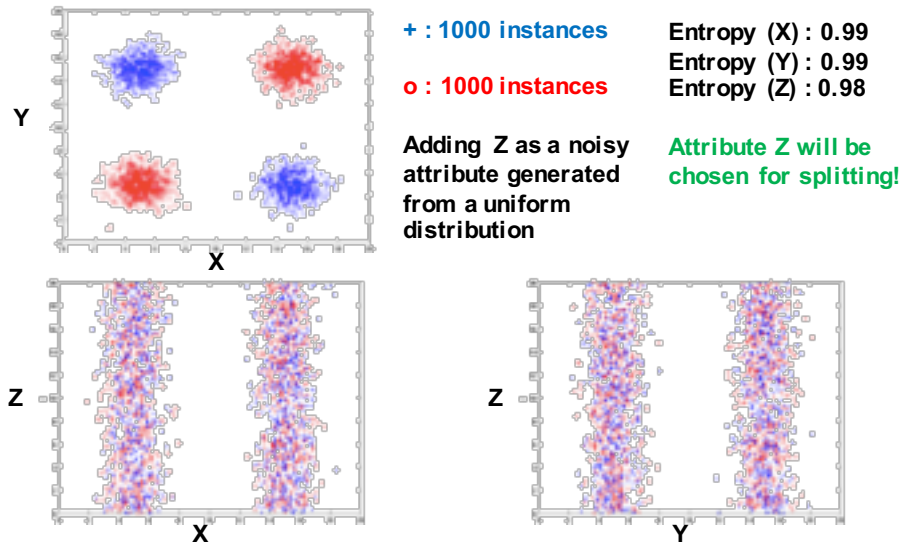 + : 1000 instances
o : 1000 instances
Adding Z as a noisy
attribute generated
from a uniform
distribution
Entropy (X) : 0.99
Entropy (Y) : 0.99
Entropy (Z) : 0.98
Attribute Z will be
chosen for splitting!
Y
X
Z
X
Z
Y